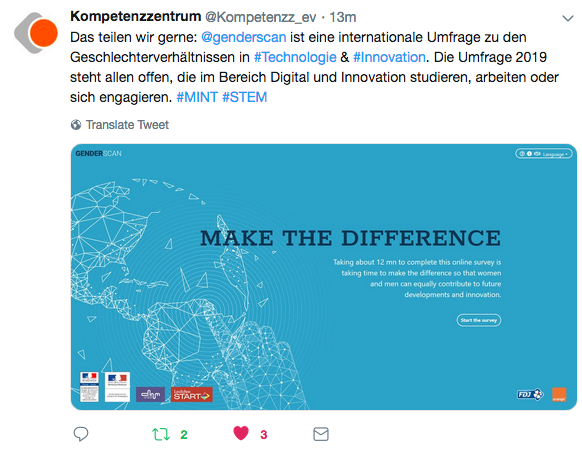 Kompetenzzentrum @Kompetenzz_ev · 13m
Das teilen wir gerne: @genderscan ist eine internationale Umfrage zu den
Geschlechterverhältnissen in #Technologie & #Innovation. Die Umfrage 2019
steht allen offen, die im Bereich Digital und Innovation studieren, arbeiten oder
sich engagieren. #MINT #STEM
Translate Tweet
GENDERSCAN
Language
MAKE THE DIFFERENCE
Taking about 12 mn to complete this online survey is
taking time to make the difference so that women
and men can equally contribute to future
developments and innovation.
Start the survey
START
FDJ
orange
2
3